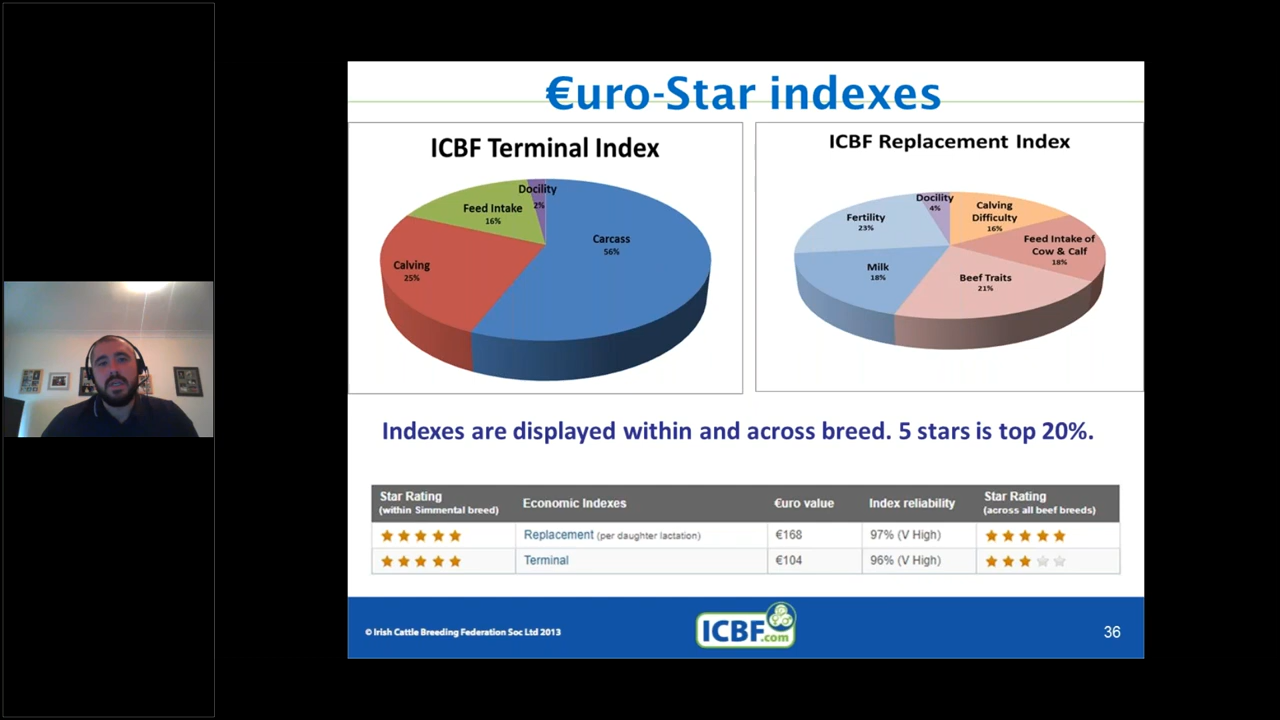 €uro-Star indexes
ICBF Terminal Index
Docility
2%
Feed Intake
16%
Carcass
56%
Calving
25%
ICBF Replacement Index
Docility
4%
Calving
Difficulty
16%
Fertility
23%
Feed Intake of
Cow & Calf
18%
Milk
18%
Beef Traits
21%
Indexes are displayed within and across breed. 5 stars is top 20%.
Star Rating
(within Simmental breed)
Economic Indexes
€uro value
Index reliability
Star Rating
(across all beef breeds)
Replacement (per daughter lactation) €168 97% (V High)
Terminal €104 96% (V High)
© Irish Cattle Breeding Federation Soc Ltd 2013
ICBF.com
36